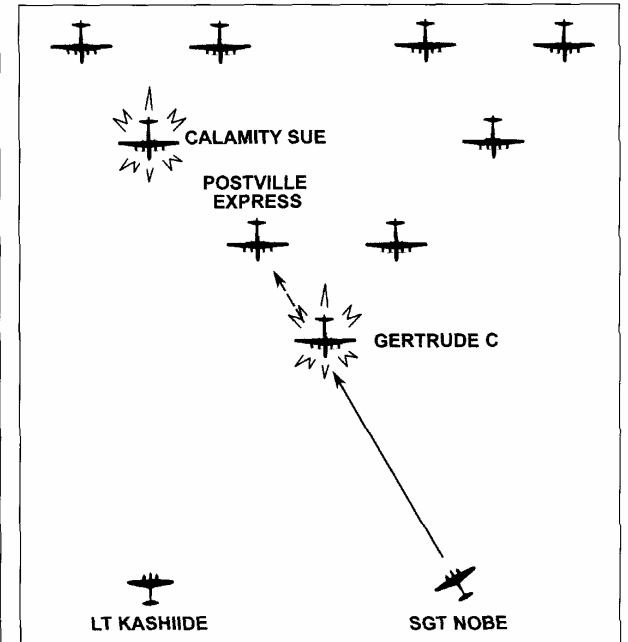 CALAMITY SUE
POSTVILLE
EXPRESS
GERTRUDE C
LT KASHIIDE
SGT NOBE